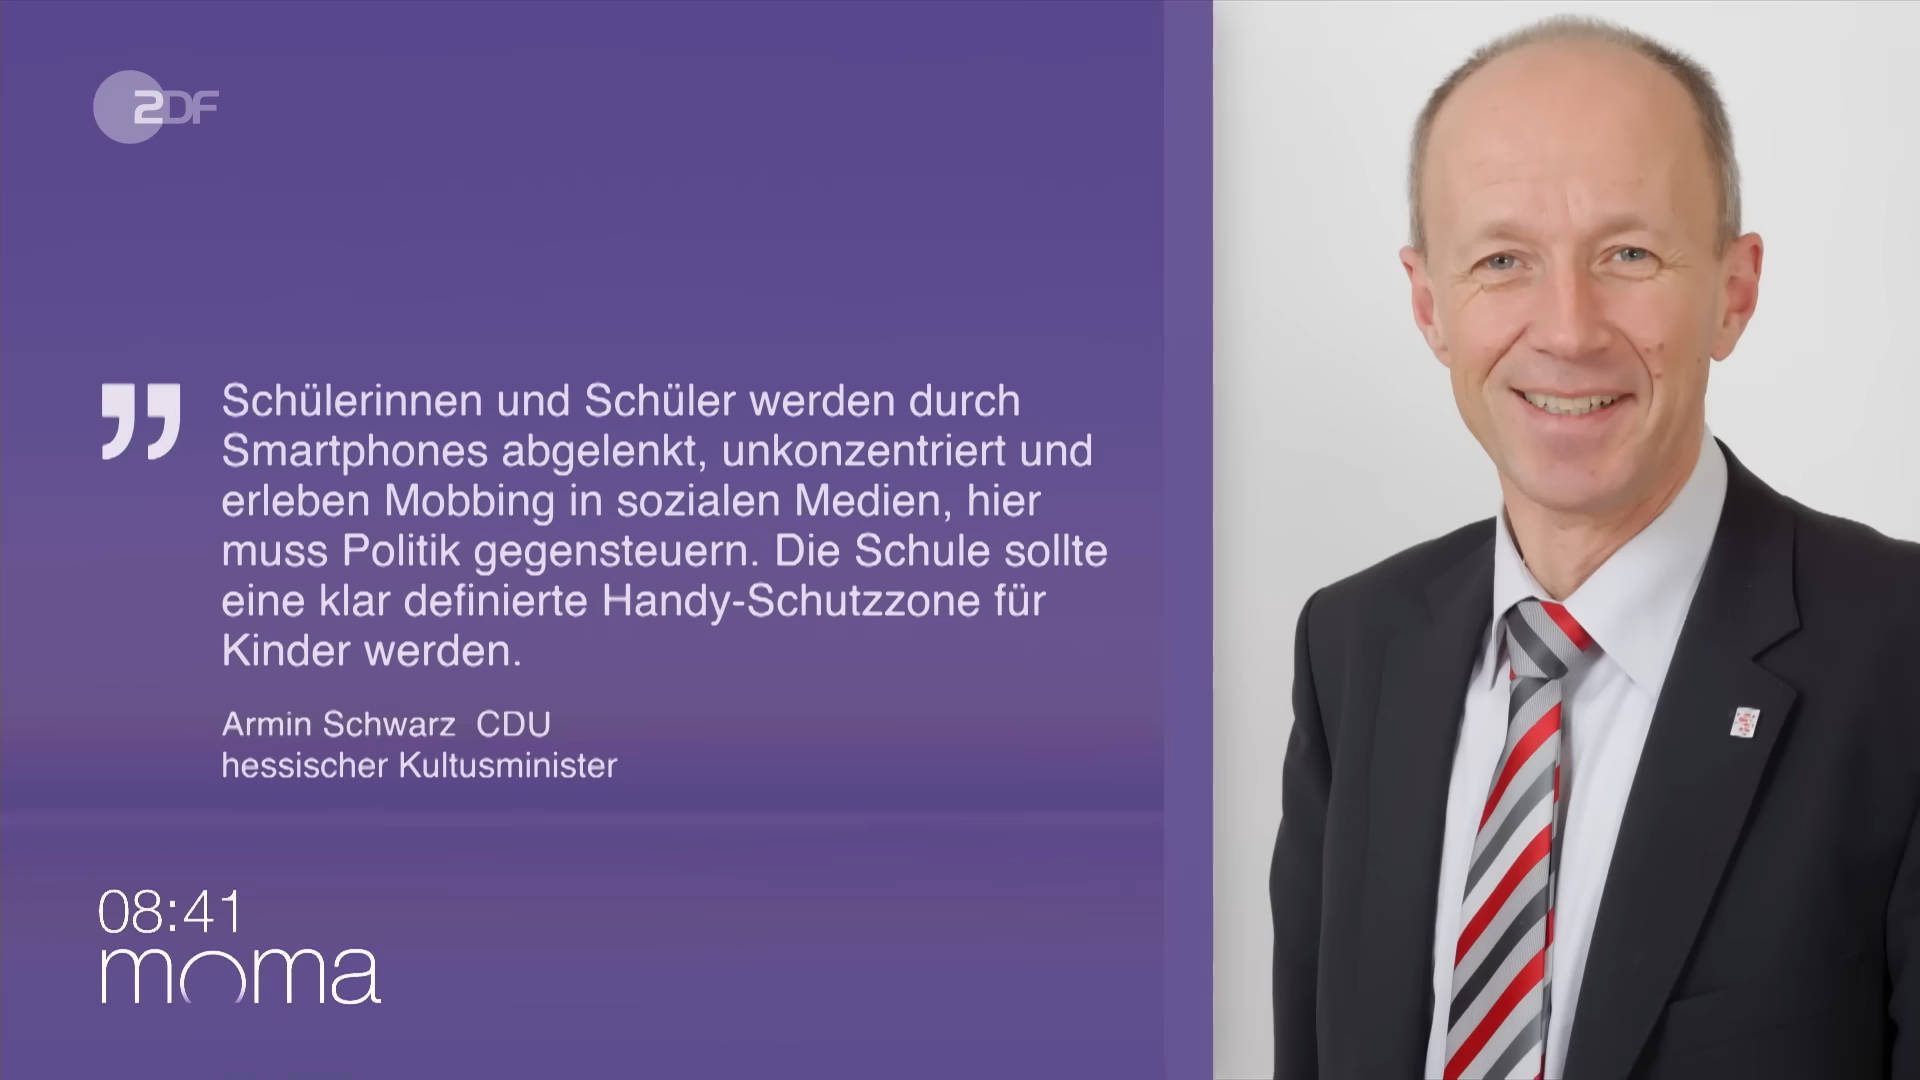 ZDF
Schülerinnen und Schüler werden durch
Smartphones abgelenkt, unkonzentriert und
erleben Mobbing in sozialen Medien, hier
muss Politik gegensteuern. Die Schule sollte
eine klar definierte Handy-Schutzzone für
Kinder werden.
Armin Schwarz CDU
hessischer Kultusminister
08:41
moma